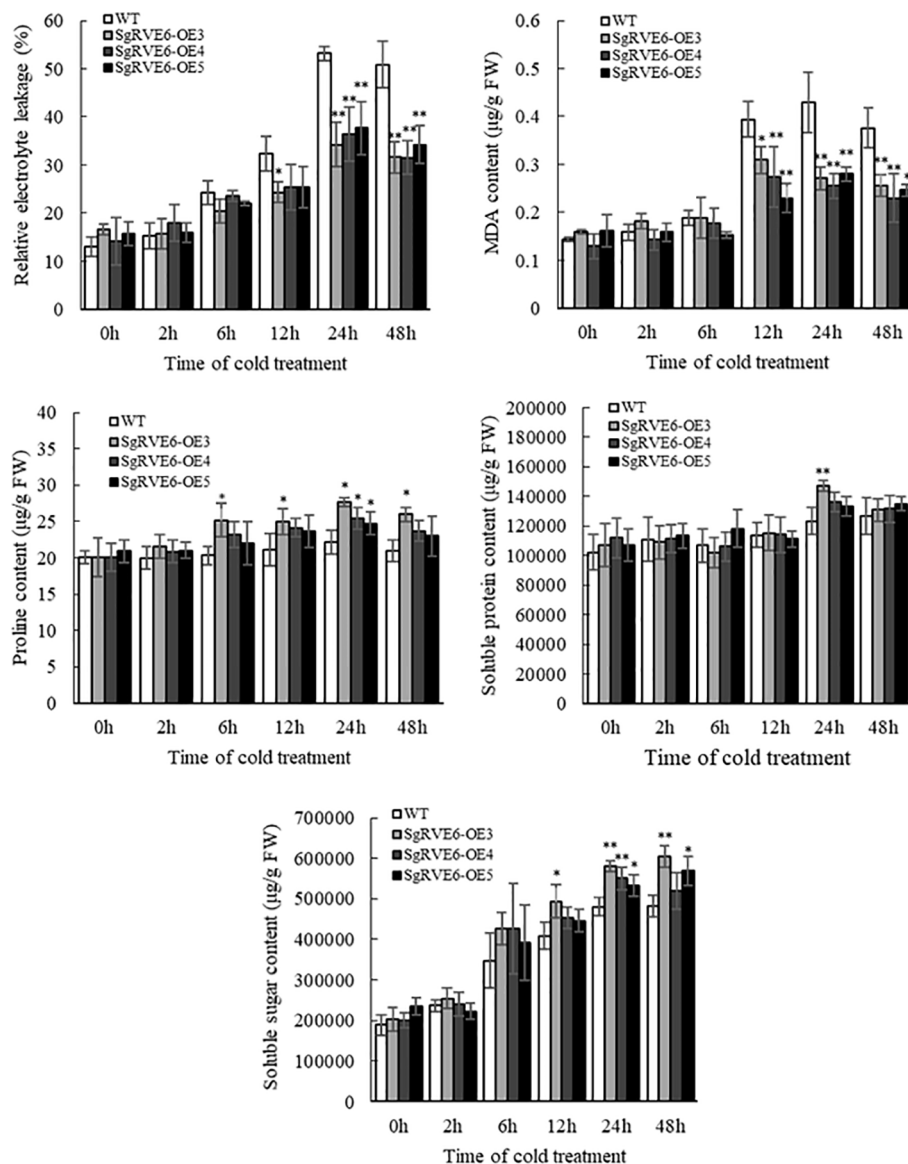 Relative electrolyte leakage (%)
60
50
40
30
20
10
0
WT
SgRVE6-OE3
SgRVE6-OE4
SgRVE6-OE5
*
** ** **
** ** **
0h 2h 6h 12h 24h 48h
Time of cold treatment
MDA content (µg/g FW)
0.6
0.5
0.4
0.3
0.2
0.1
0
WT
SgRVE6-OE3
SgRVE6-OE4
SgRVE6-OE5
* ** **
** ** **
** ** *
0h 2h 6h 12h 24h 48h
Time of cold treatment
Proline content (µg/g FW)
40
35
30
25
20
15
10
5
0
WT
SgRVE6-OE3
SgRVE6-OE4
SgRVE6-OE5
*
*
* * *
*
0h 2h 6h 12h 24h 48h
Time of cold treatment
Soluble protein content (µg/g FW)
200000
180000
160000
140000
120000
100000
80000
60000
40000
20000
0
WT
SgRVE6-OE3
SgRVE6-OE4
SgRVE6-OE5
**
0h 2h 6h 12h 24h 48h
Time of cold treatment
Soluble sugar content (µg/g FW)
700000
600000
500000
400000
300000
200000
100000
0
WT
SgRVE6-OE3
SgRVE6-OE4
SgRVE6-OE5
*
** ** *
** *
0h 2h 6h 12h 24h 48h
Time of cold treatment